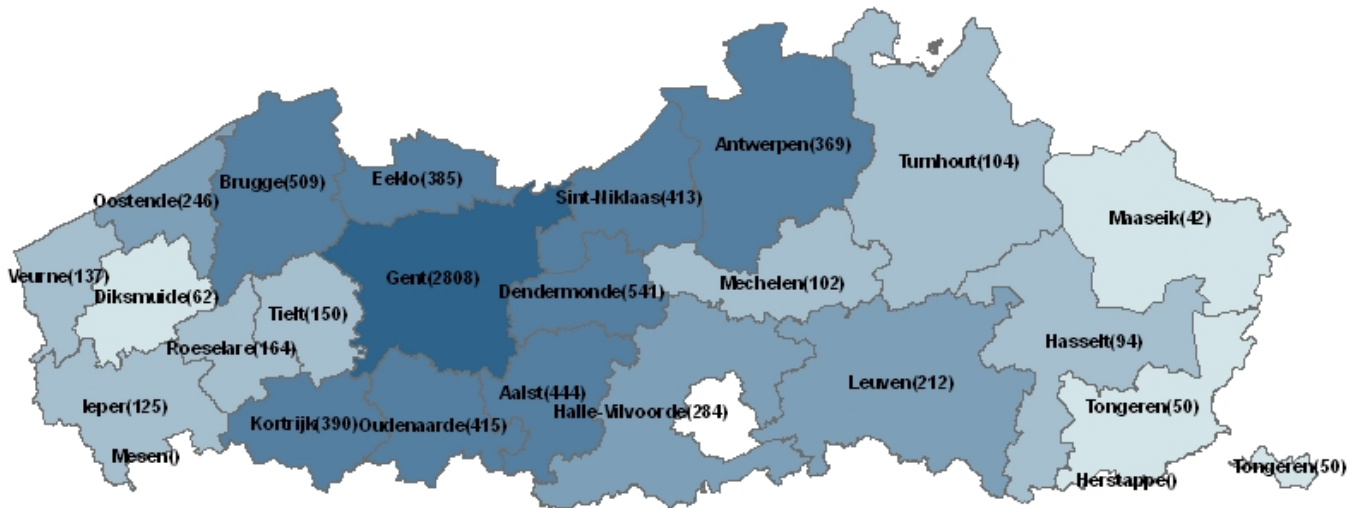 Antwerpen(369)
Turnhout(104)
Eeklo(385)
Brugge(509)
Oostende(246)
Sint-Niklaas(413)
Maaseik(42)
Veurne(137)
Gent(2808)
Mechelen(102)
Diksmuide(62)
Dendermonde(541)
Tielt(150)
Roeselare(164)
Hasselt(94)
Leuven(212)
Aalst(444)
Ieper(125)
Halle-Vilvoorde(284)
Tongeren(50)
Kortrijk(390)
Oudenaarde(415)
Mesen()
Tongeren(50)
Herstappe()